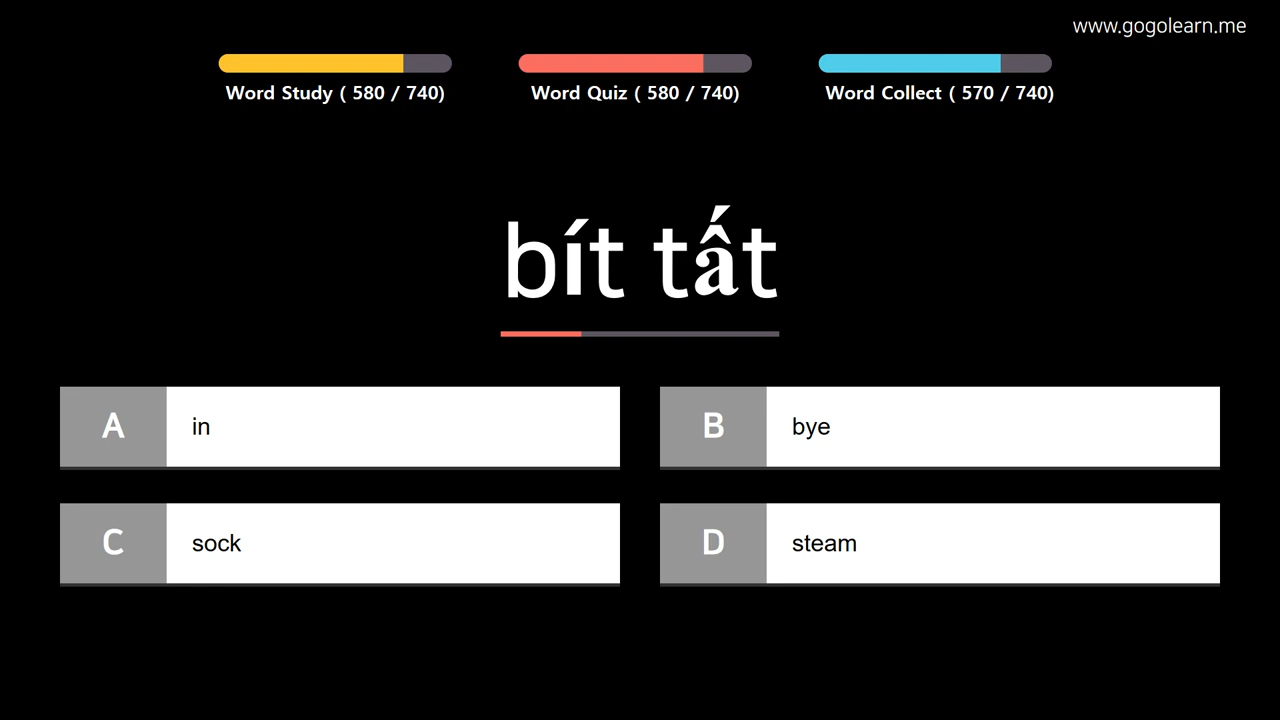 www.gogolearn.me
Word Study ( 580 / 740)
Word Quiz ( 580 / 740)
Word Collect ( 570 / 740)
bít tất
A in
B bye
C sock
D steam